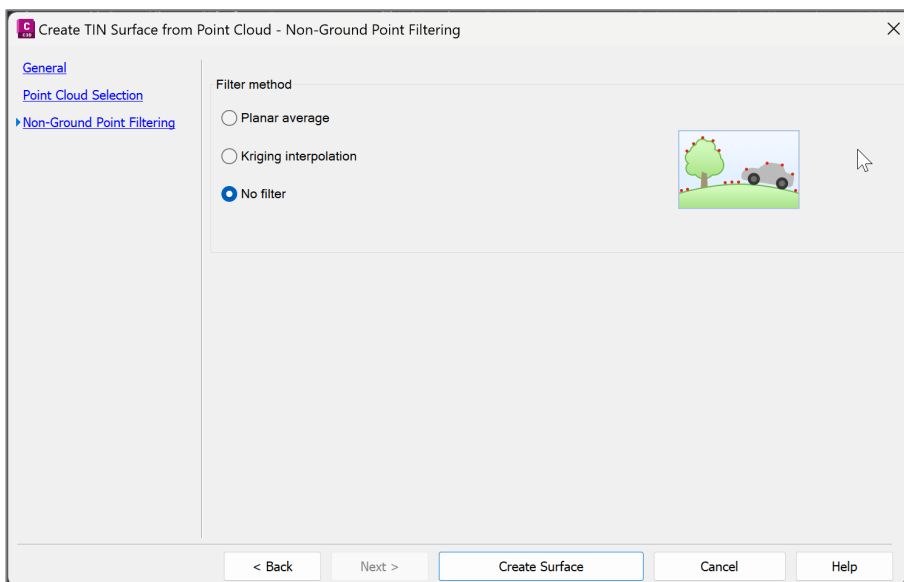 C
C3D
Create TIN Surface from Point Cloud - Non-Ground Point Filtering
General
Point Cloud Selection
Non-Ground Point Filtering
Filter method
Planar average
Kriging interpolation
No filter
< Back
Next >
Create Surface
Cancel
Help